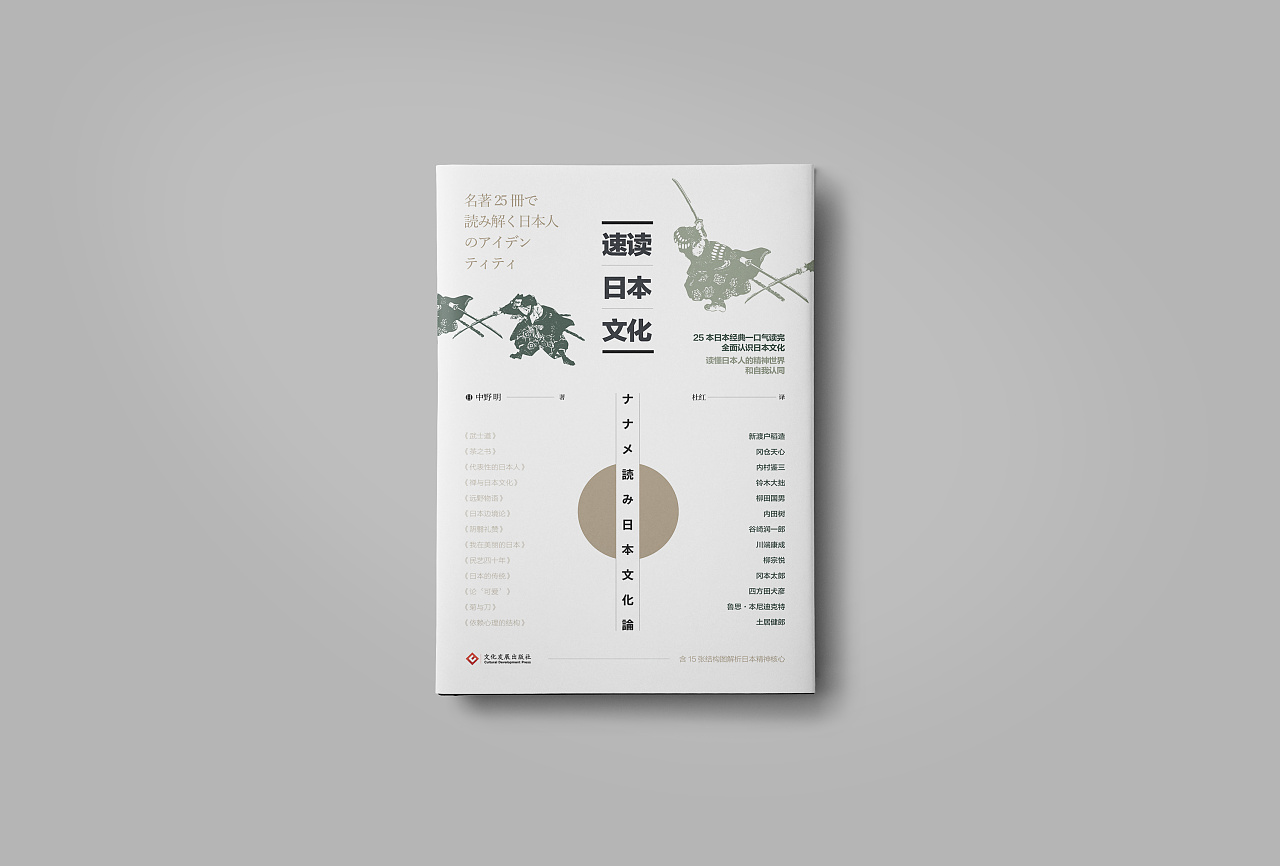 名著 25 冊で
読み解く日本人
のアイデン
ティティ
速读
日本
文化
25 本日本经典一口气读完
全面认识日本文化
读懂日本人的精神世界
和自我认同
日 中野 明 著
杜红 译
ナナメ読み日本文化論
《武士道》 新渡户稻造
《茶之书》 冈仓天心
《代表性的日本人》 内村鉴三
《禅与日本文化》 铃木大拙
《远野物语》 柳田国男
《日本边境论》 内田树
《阴翳礼赞》 谷崎润一郎
《我在美丽的日本》 川端康成
《民艺四十年》 柳宗悦
《日本的传统》 冈本太郎
《论“可爱”》 四方田犬彦
《菊与刀》 鲁思·本尼迪克特
《依赖心理的结构》 土居健郎
文化发展出版社
Cultural Development Press
含 15 张结构图解析日本精神核心